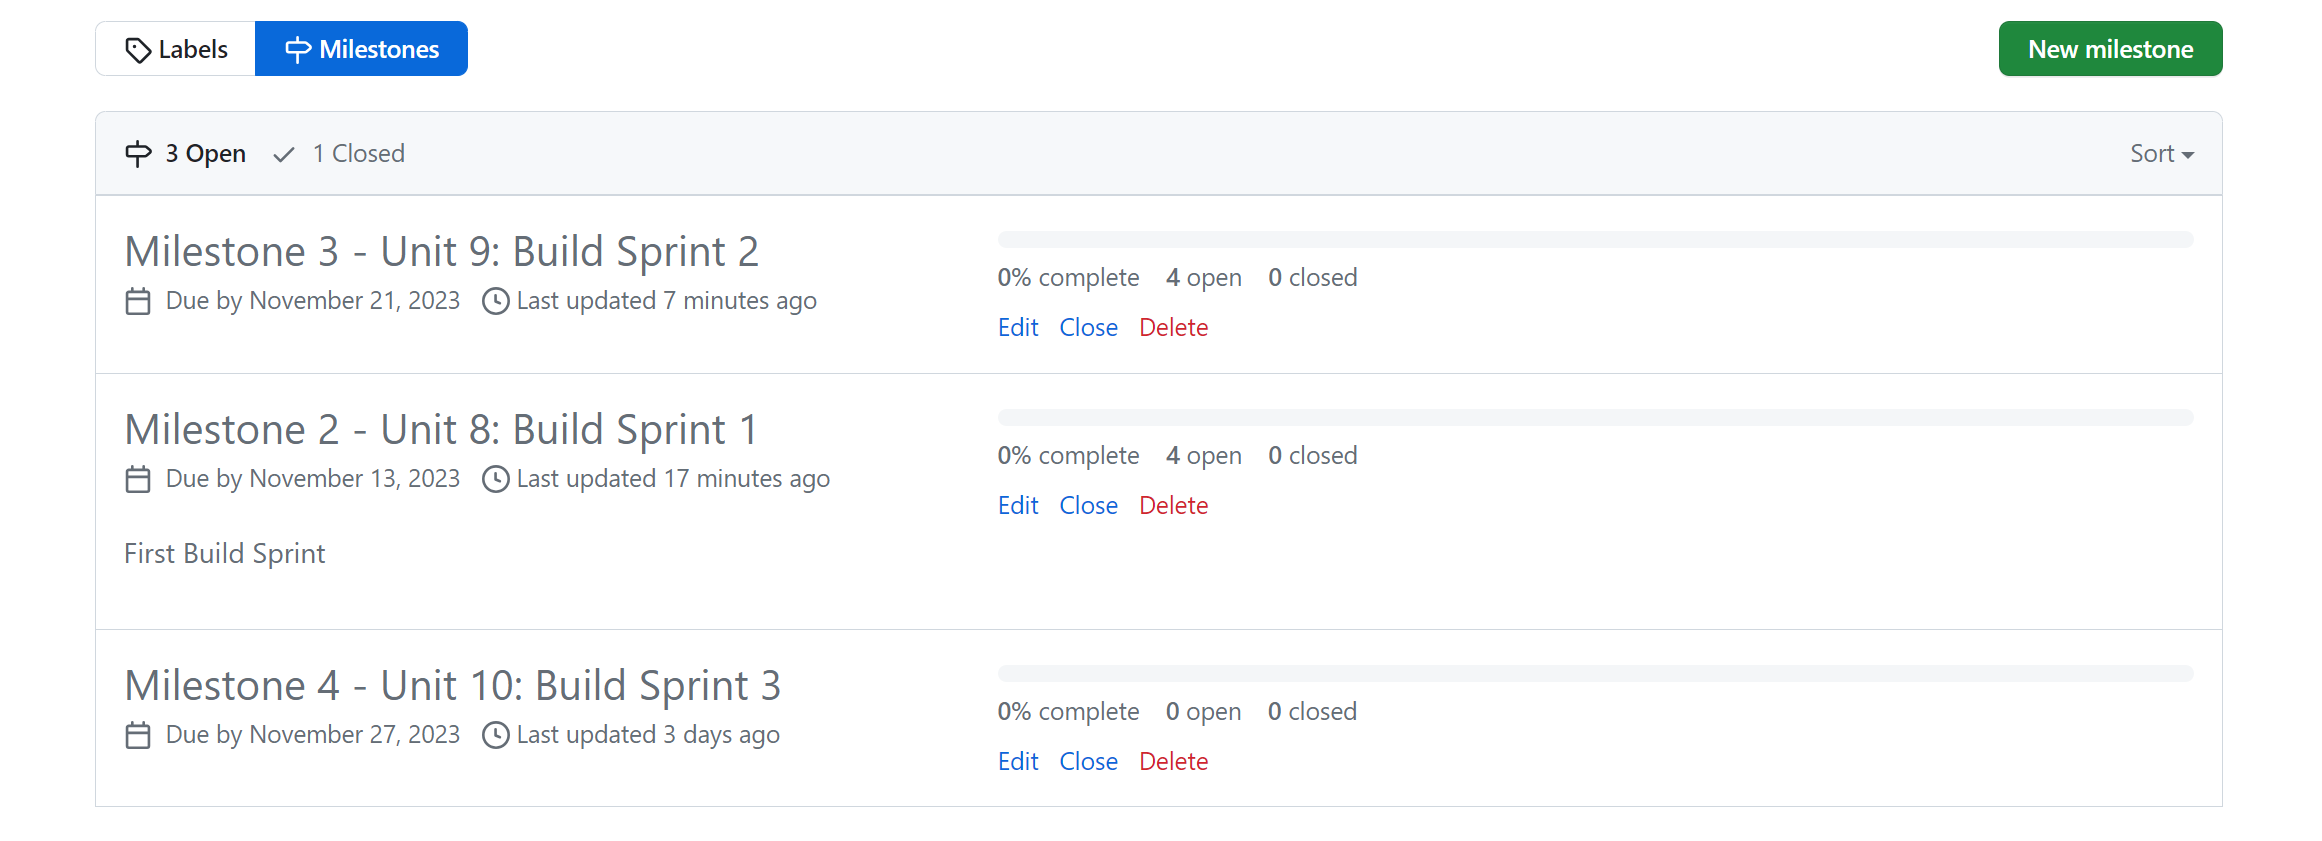 Labels Milestones New milestone
3 Open 1 Closed Sort
Milestone 3 - Unit 9: Build Sprint 2
Due by November 21, 2023 Last updated 7 minutes ago
0% complete 4 open 0 closed
Edit Close Delete
Milestone 2 - Unit 8: Build Sprint 1
Due by November 13, 2023 Last updated 17 minutes ago
First Build Sprint
0% complete 4 open 0 closed
Edit Close Delete
Milestone 4 - Unit 10: Build Sprint 3
Due by November 27, 2023 Last updated 3 days ago
0% complete 0 open 0 closed
Edit Close Delete